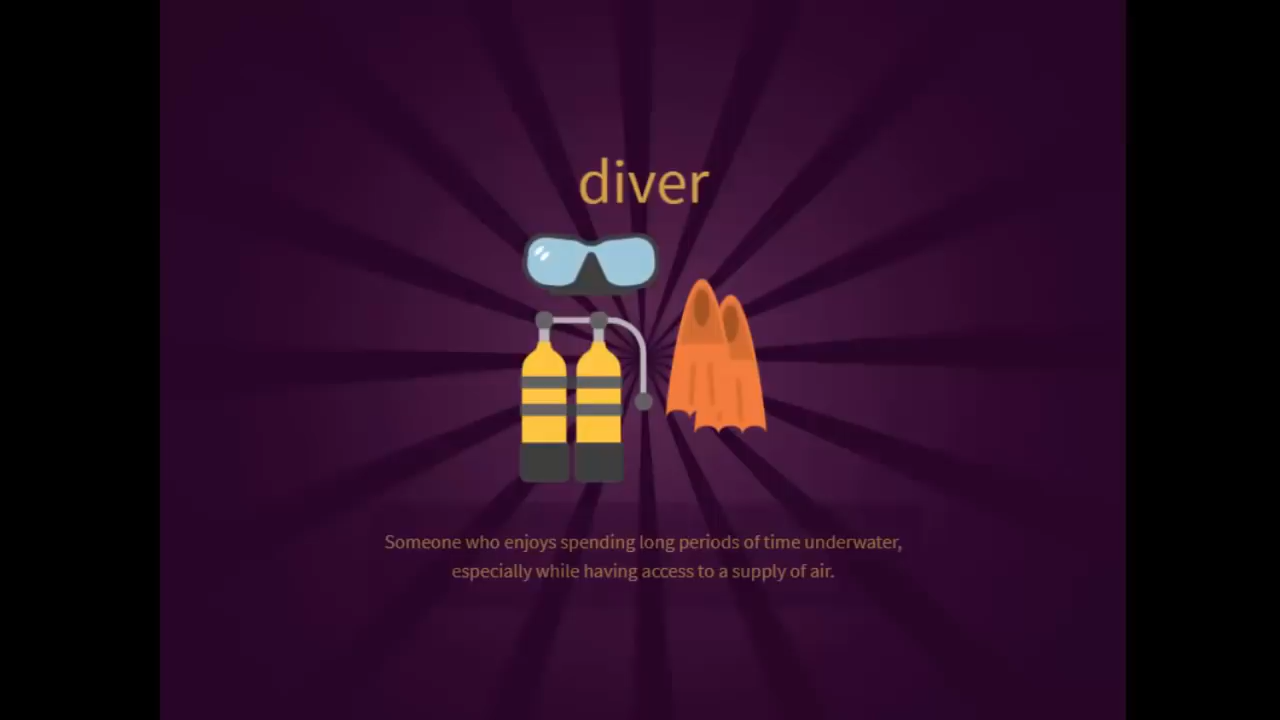 diver
Someone who enjoys spending long periods of time underwater,
especially while having access to a supply of air.